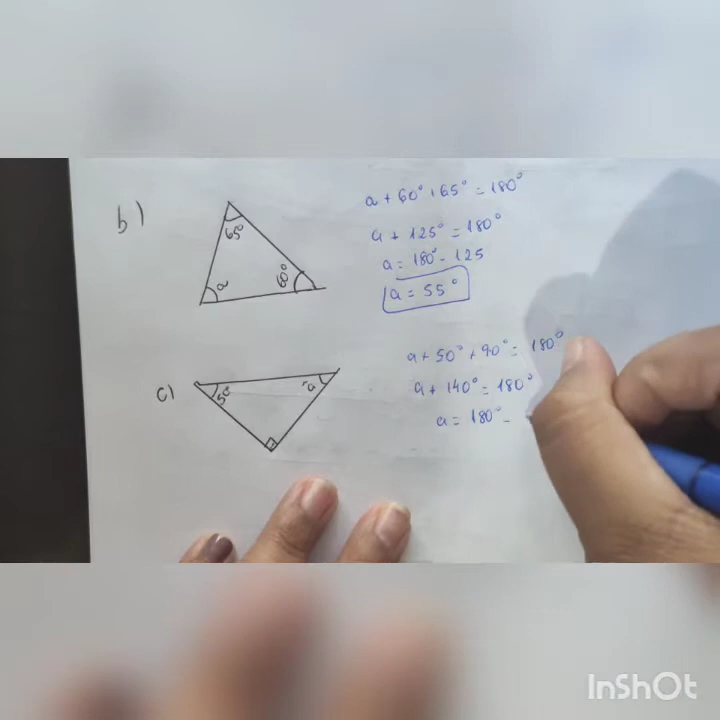 b)
65°
a
60°
a + 60° + 65° = 180°
a + 125° = 180°
a = 180° - 125
a = 55°
c)
50°
a
a + 50° + 90° = 180°
a + 140° = 180°
a = 180° -
InShOt